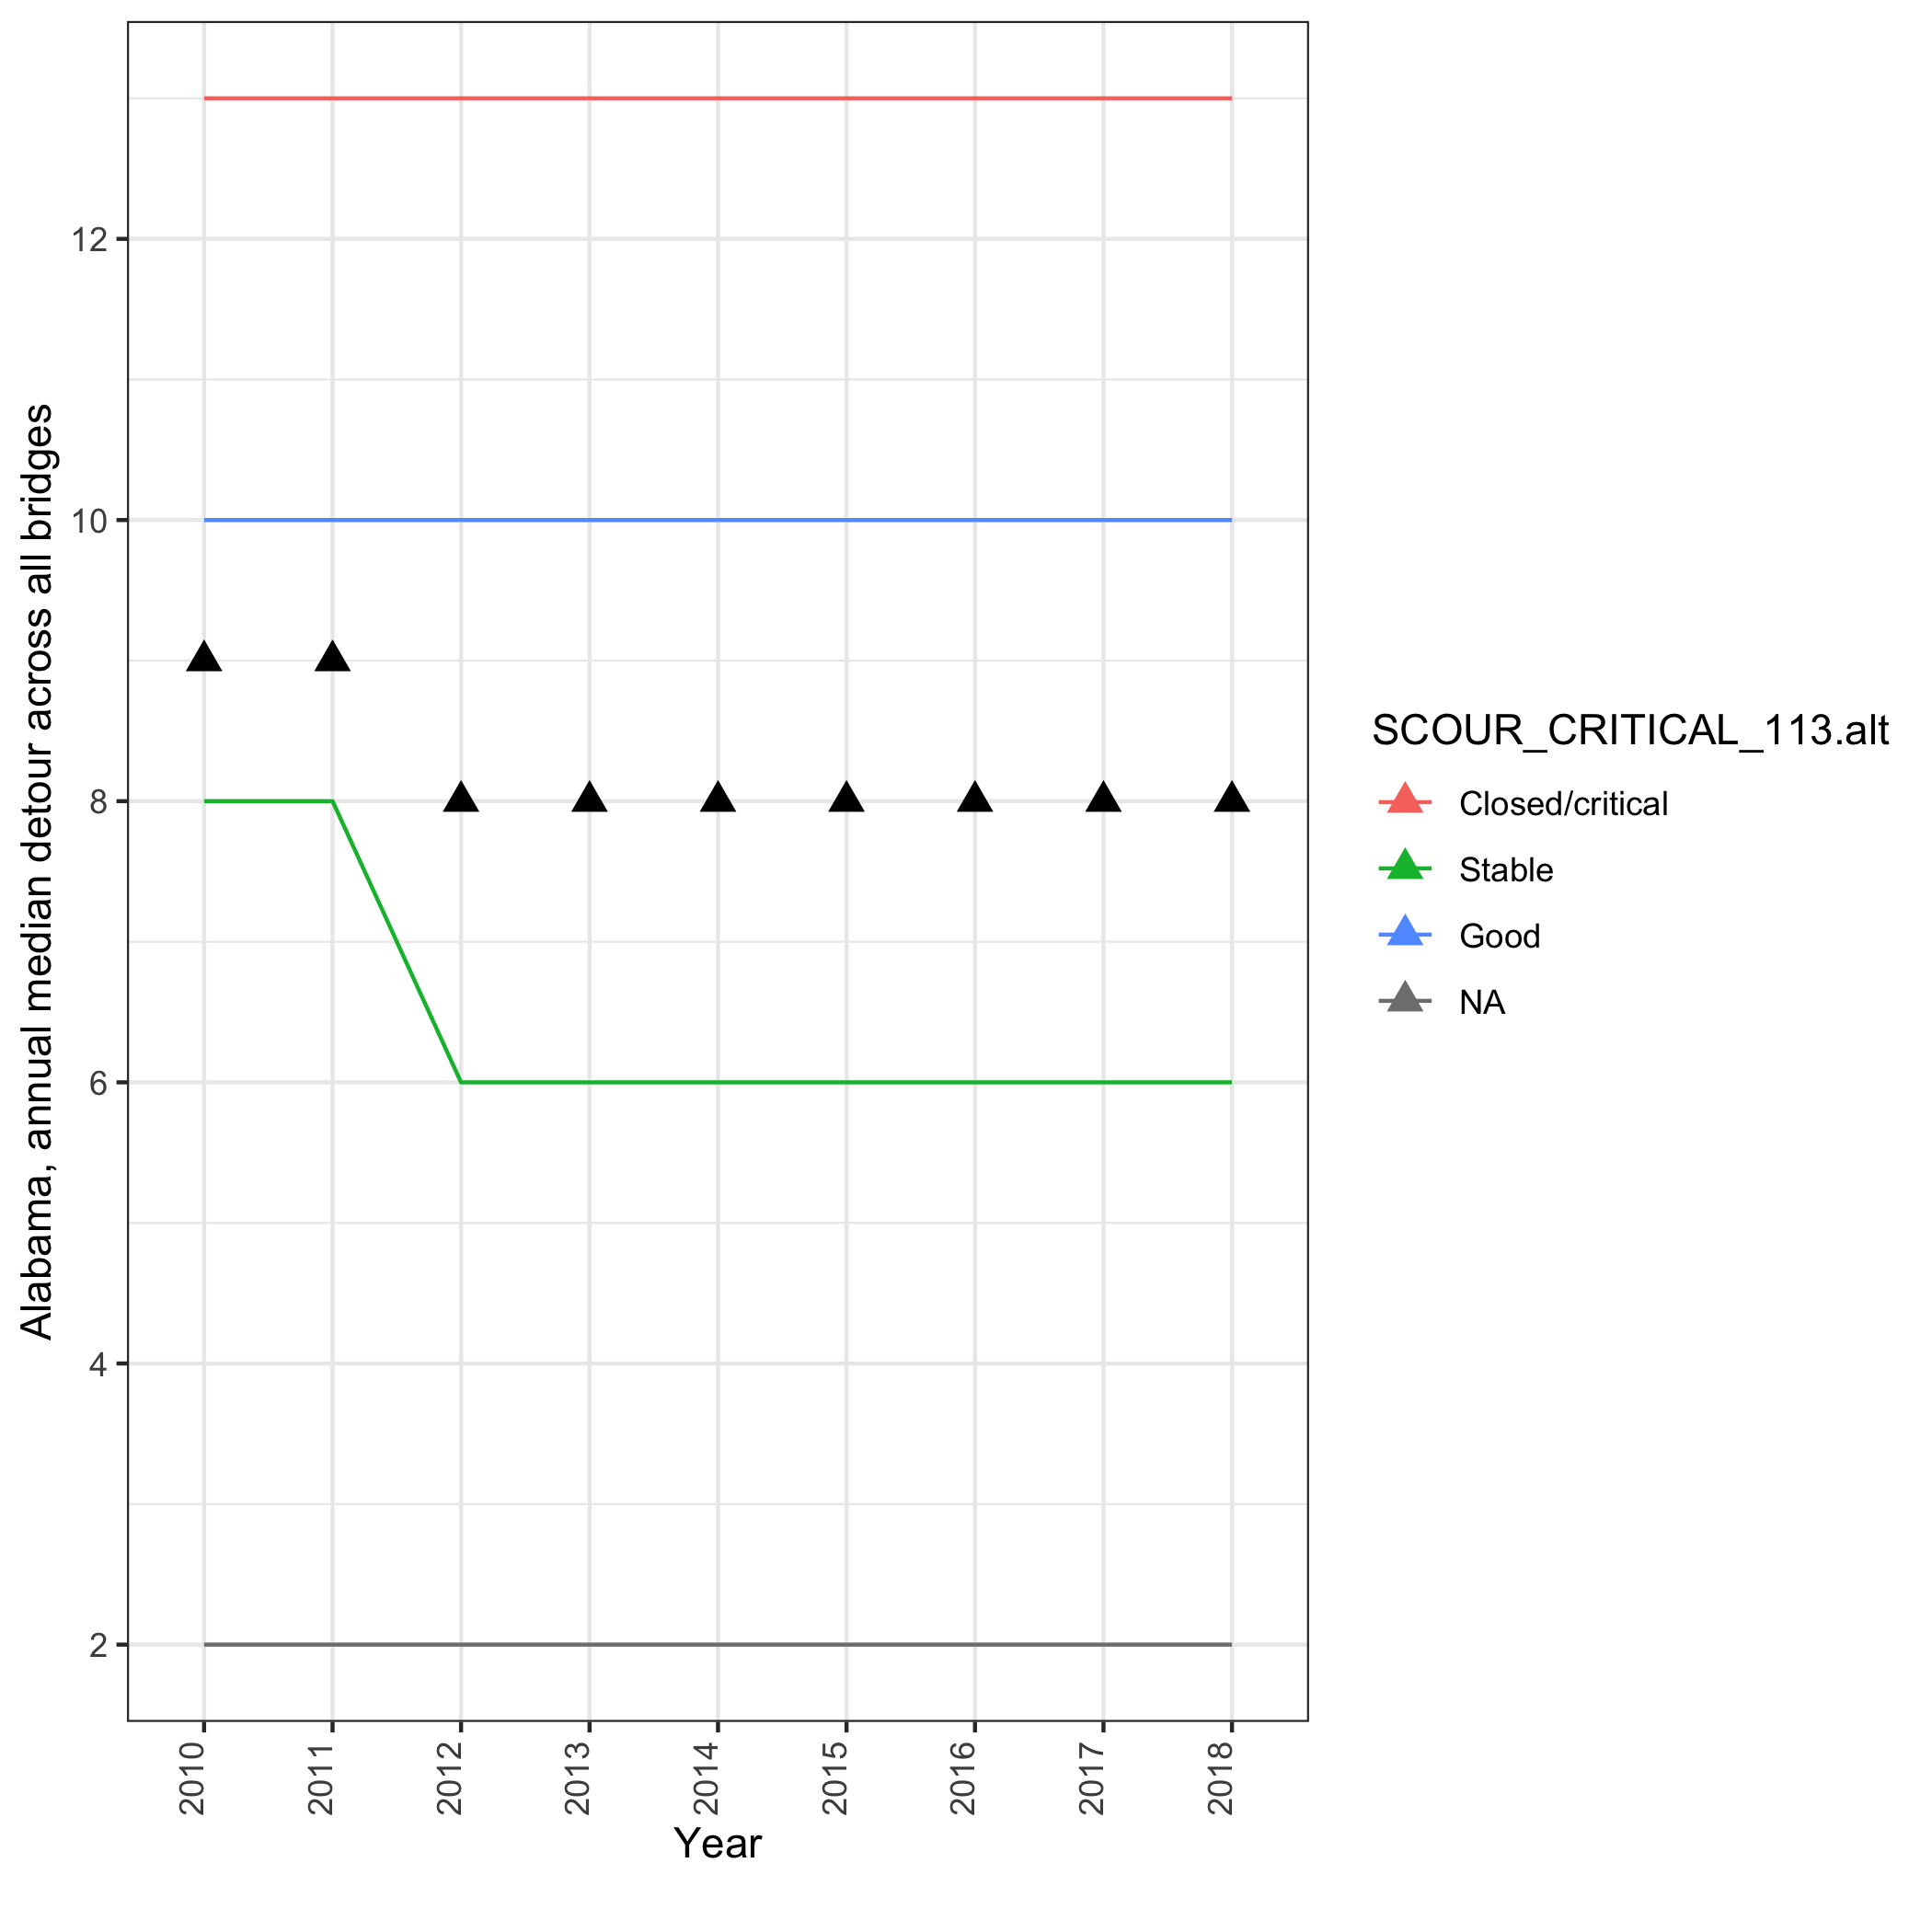 Alabama, annual median detour across all bridges
12
10
8
6
4
2
2010
2011
2012
2013
2014
2015
2016
2017
2018
Year
SCOUR_CRITICAL_113.alt
Closed/critical
Stable
Good
NA